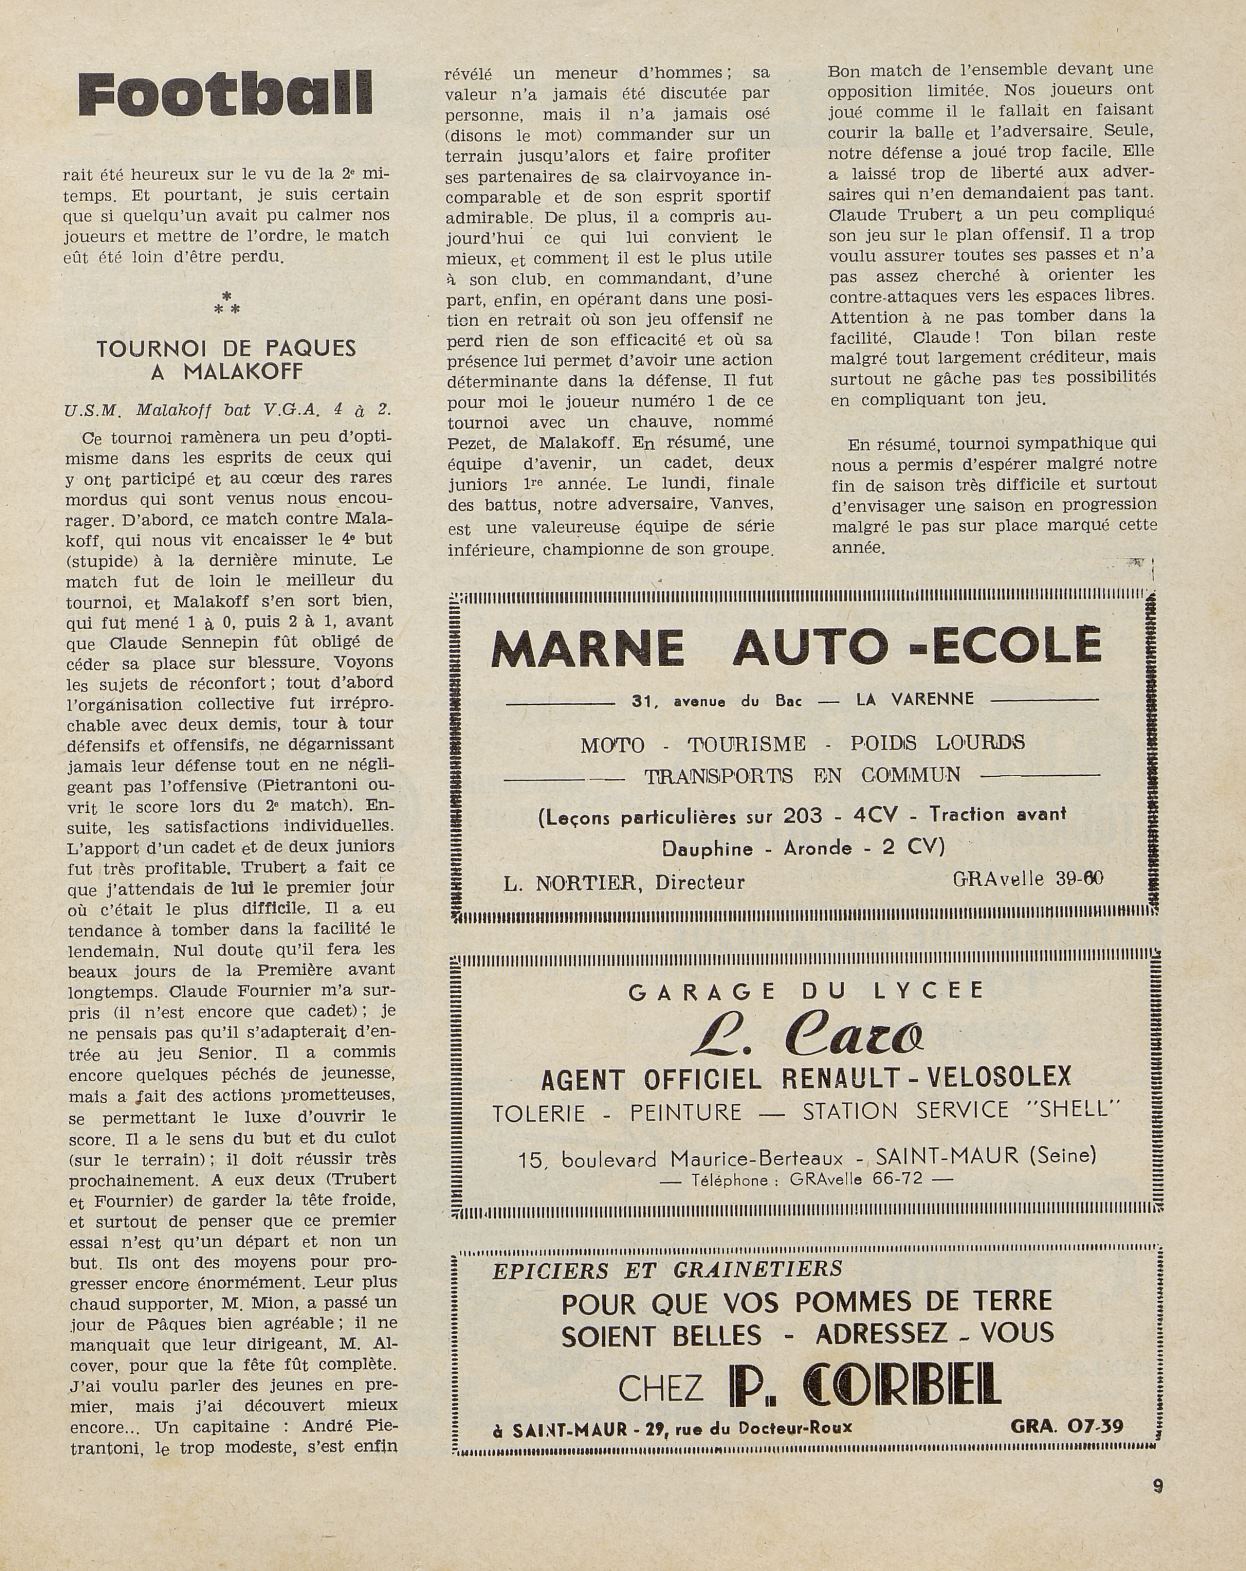 Football
rait été heureux sur le vu de la 2e mi-
temps. Et pourtant, je suis certain
que si quelqu'un avait pu calmer nos
joueurs et mettre de l'ordre, le match
eût été loin d'être perdu.
*
* *
TOURNOI DE PAQUES
A MALAKOFF
U.S.M. Malakoff bat V.G.A. 4 à 2.
Ce tournoi ramènera un peu d'opti-
misme dans les esprits de ceux qui
y ont participé et au cœur des rares
mordus qui sont venus nous encou-
rager. D'abord, ce match contre Mala-
koff, qui nous vit encaisser le 4e but
(stupide) à la dernière minute. Le
match fut de loin le meilleur du
tournoi, et Malakoff s'en sort bien,
qui fut mené 1 à 0, puis 2 à 1, avant
que Claude Sennepin fût obligé de
céder sa place sur blessure. Voyons
les sujets de réconfort ; tout d'abord
l'organisation collective fut irrépro-
chable avec deux demis, tour à tour
défensifs et offensifs, ne dégarnissant
jamais leur défense tout en ne négli-
geant pas l'offensive (Pietrantoni ou-
vrit le score lors du 2e match). En-
suite, les satisfactions individuelles.
L'apport d'un cadet et de deux juniors
fut très profitable. Trubert a fait ce
que j'attendais de lui le premier jour
où c'était le plus difficile. Il a eu
tendance à tomber dans la facilité le
lendemain. Nul doute qu'il fera les
beaux jours de la Première avant
longtemps. Claude Fournier m'a sur-
pris (il n'est encore que cadet) ; je
ne pensais pas qu'il s'adapterait d'en-
trée au jeu Senior. Il a commis
encore quelques péchés de jeunesse,
mais a fait des actions prometteuses,
se permettant le luxe d'ouvrir le
score. Il a le sens du but et du culot
(sur le terrain) ; il doit réussir très
prochainement. A eux deux (Trubert
et Fournier) de garder la tête froide,
et surtout de penser que ce premier
essai n'est qu'un départ et non un
but. Ils ont des moyens pour pro-
gresser encore énormément. Leur plus
chaud supporter, M. Mion, a passé un
jour de Pâques bien agréable ; il ne
manquait que leur dirigeant, M. Al-
cover, pour que la fête fût complète.
J'ai voulu parler des jeunes en pre-
mier, mais j'ai découvert mieux
encore... Un capitaine : André Pie-
trantoni, le trop modeste, s'est enfin
révélé un meneur d'hommes ; sa
valeur n'a jamais été discutée par
personne, mais il n'a jamais osé
(disons le mot) commander sur un
terrain jusqu'alors et faire profiter
ses partenaires de sa clairvoyance in-
comparable et de son esprit sportif
admirable. De plus, il a compris au-
jourd'hui ce qui lui convient le
mieux, et comment il est le plus utile
à son club, en commandant, d'une
part, enfin, en opérant dans une posi-
tion en retrait où son jeu offensif ne
perd rien de son efficacité et où sa
présence lui permet d'avoir une action
déterminante dans la défense. Il fut
pour moi le joueur numéro 1 de ce
tournoi avec un chauve, nommé
Pezet, de Malakoff. En résumé, une
équipe d'avenir, un cadet, deux
juniors 1re année. Le lundi, finale
des battus, notre adversaire, Vanves,
est une valeureuse équipe de série
inférieure, championne de son groupe.
Bon match de l'ensemble devant une
opposition limitée. Nos joueurs ont
joué comme il le fallait en faisant
courir la balle et l'adversaire. Seule,
notre défense a joué trop facile. Elle
a laissé trop de liberté aux adver-
saires qui n'en demandaient pas tant.
Claude Trubert a un peu compliqué
son jeu sur le plan offensif. Il a trop
voulu assurer toutes ses passes et n'a
pas assez cherché à orienter les
contre-attaques vers les espaces libres.
Attention à ne pas tomber dans la
facilité, Claude ! Ton bilan reste
malgré tout largement créditeur, mais
surtout ne gâche pas tes possibilités
en compliquant ton jeu.
En résumé, tournoi sympathique qui
nous a permis d'espérer malgré notre
fin de saison très difficile et surtout
d'envisager une saison en progression
malgré le pas sur place marqué cette
année.
MARNE AUTO-ECOLE
31, avenue du Bac — LA VARENNE
MOTO - TOURISME - POIDS LOURDS
TRANSPORTS EN COMMUN
(Leçons particulières sur 203 - 4CV - Traction avant
Dauphine - Aronde - 2 CV)
L. NORTIER, Directeur GRAvelle 39-60
GARAGE DU LYCEE
L. Caro
AGENT OFFICIEL RENAULT - VELOSOLEX
TOLERIE - PEINTURE — STATION SERVICE "SHELL"
15, boulevard Maurice-Berteaux - SAINT-MAUR (Seine)
— Téléphone : GRAvelle 66-72 —
EPICIERS ET GRAINETIERS
POUR QUE VOS POMMES DE TERRE
SOIENT BELLES - ADRESSEZ - VOUS
CHEZ P. CORBEL
à SAINT-MAUR - 29, rue du Docteur-Roux GRA. 07-39
9